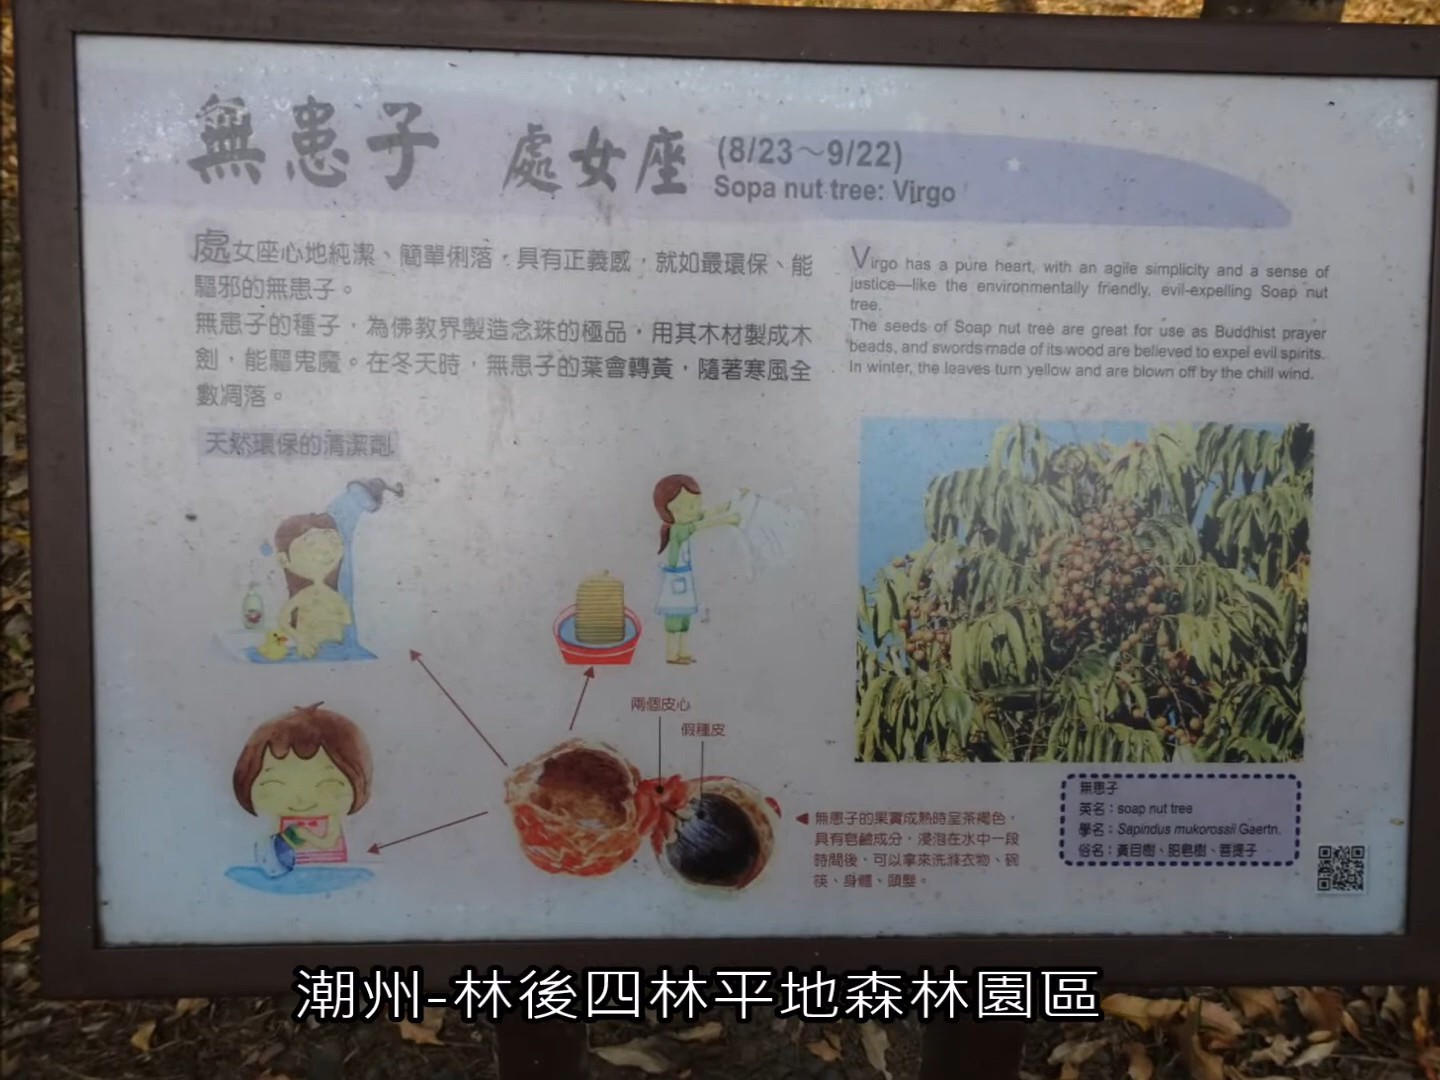 無患子 處女座 (8/23～9/22)
Sopa nut tree: Virgo
處女座心地純潔、簡單俐落，具有正義感，就如最環保、能
驅邪的無患子。
無患子的種子，為佛教界製造念珠的極品，用其木材製成木
劍，能驅鬼魔。在冬天時，無患子的葉會轉黃，隨著寒風全
數凋落。
Virgo has a pure heart, with an agile simplicity and a sense of
justice—like the environmentally friendly, evil-expelling Soap nut
tree.
The seeds of Soap nut tree are great for use as Buddhist prayer
beads, and swords made of its wood are believed to expel evil spirits.
In winter, the leaves turn yellow and are blown off by the chill wind.
天然環保的清潔劑
兩個皮心
假種皮
無患子的果實成熟時呈茶褐色，
具有皂鹼成分，浸泡在水中一段
時間後，可以拿來洗滌衣物、碗
筷、身體、頭髮。
無患子
英名：soap nut tree
學名：Sapindus mukorossii Gaertn.
俗名：黃目樹、肥皂樹、菩提子
潮州-林後四林平地森林園區